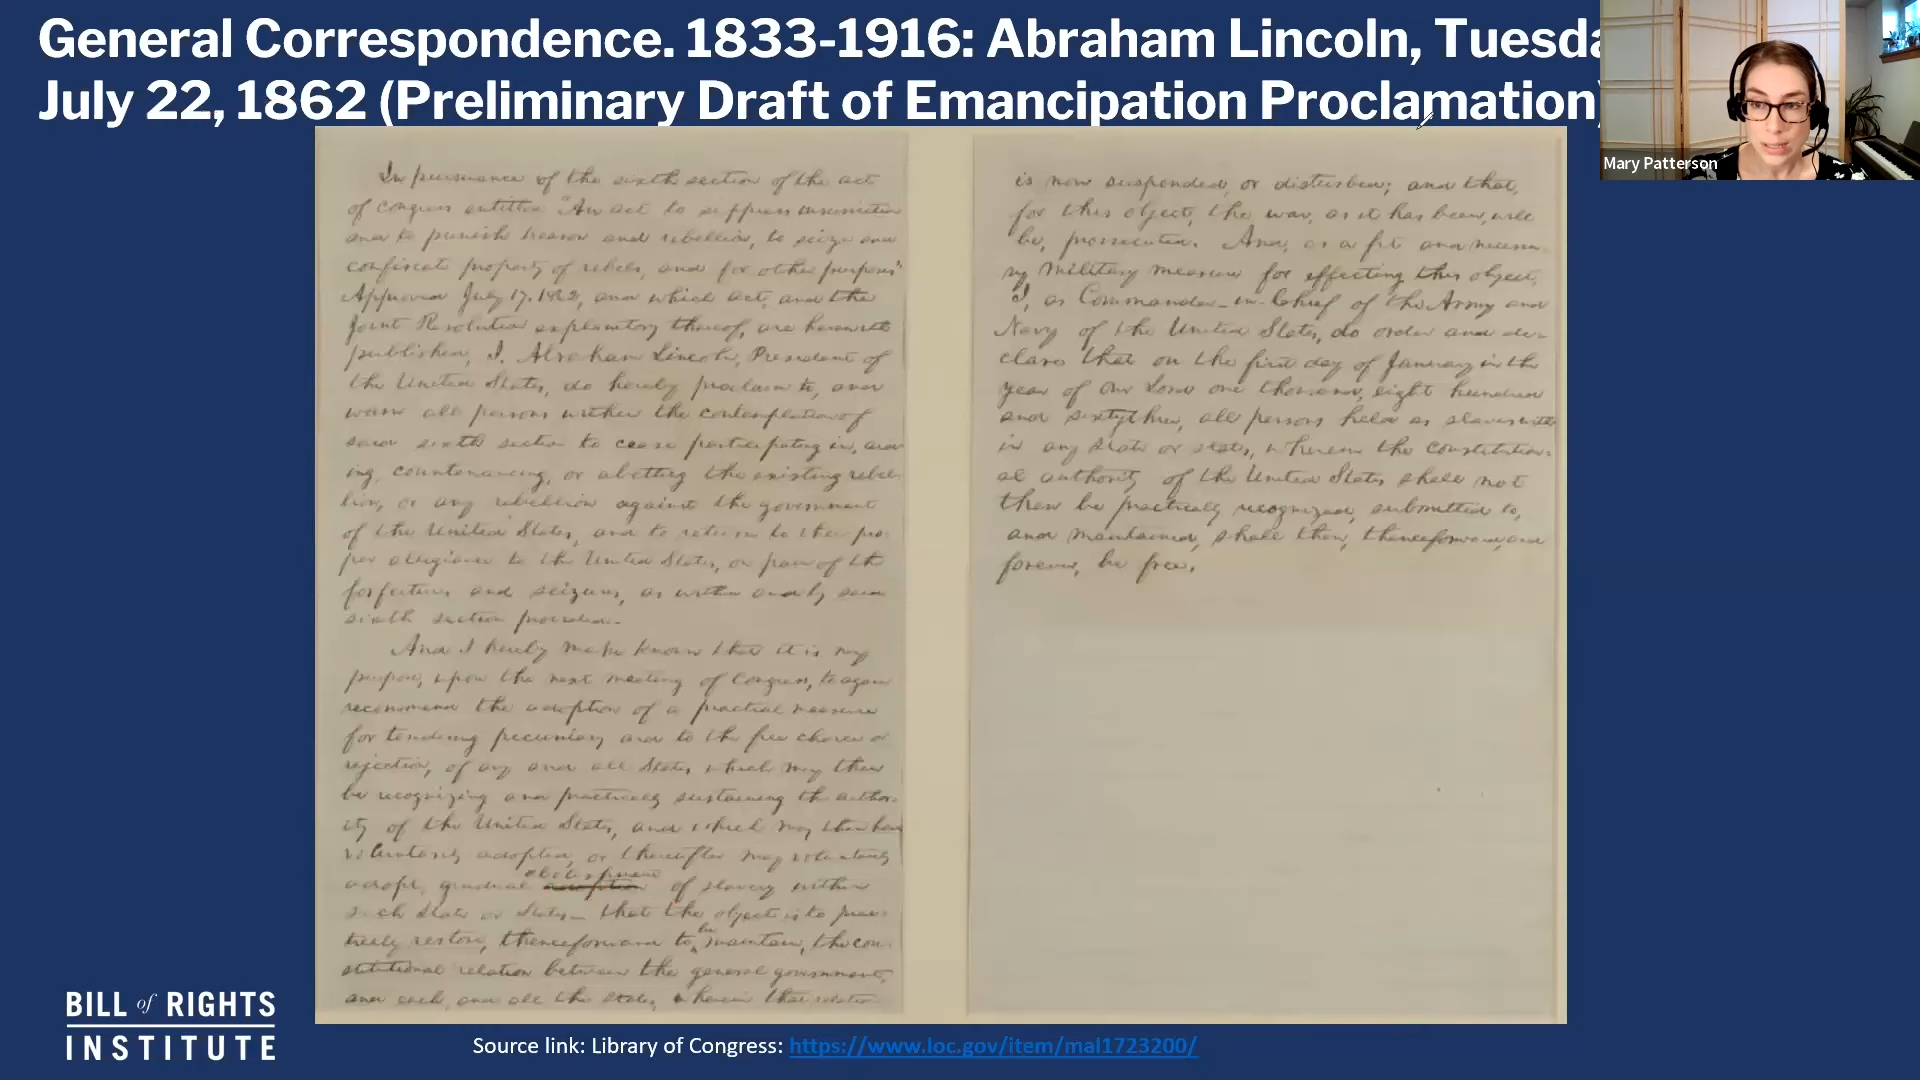 General Correspondence. 1833-1916: Abraham Lincoln, Tuesda
July 22, 1862 (Preliminary Draft of Emancipation Proclamation)
Mary Patterson
In pursuance of the sixth section of the act
of congress entitled "An act to suppress insurrection
and to punish treason and rebellion, to seize and
confiscate property of rebels, and for other purposes"
Approved July 17, 1862, and which act, and the
Joint Resolution explanatory thereof, are herewith
published, I, Abraham Lincoln, President of
the United States, do hereby proclaim to, and
warn all persons within the contemplation of
said sixth section to cease participating in, aid-
ing, countenancing, or abetting the existing rebel-
lion, or any rebellion against the government
of the United States, and to return to their pro-
per allegiance to the United States, on pain of the
forfeitures and seizures, as within and by said
sixth section provided.
And I hereby make known that it is my
purpose, upon the next meeting of Congress, to again
recommend the adoption of a practical measure
for tendering pecuniary aid to the free choice or
rejection, of any and all States which may then
be recognizing and practically sustaining the author-
ity of the United States, and which may then have
voluntarily adopted, or thereafter may voluntarily
abolishment
adopt, gradual adoption of slavery within
such State or States— that the object is to prac-
be
tically restore, thenceforward to maintain, the con-
stitutional relation between the general government,
and each, and all the states, wherein that relation
is now suspended, or disturbed; and that,
for this object, the war, as it has been, will
be, prosecuted. And, as a fit and necessa-
ry military measure for effecting this object,
I, as Commander-in-Chief of the Army and
Navy of the United States, do order and de-
clare that on the first day of January in the
year of Our Lord one thousand, eight hundred
and sixtythree, all persons held as slaves with-
in any state or states, wherein the constitution-
al authority of the United States shall not
then be practically recognized, submitted to,
and maintained, shall then, thenceforward, and
forever, be free.
BILL of RIGHTS
INSTITUTE
Source link: Library of Congress: https://www.loc.gov/item/mal1723200/